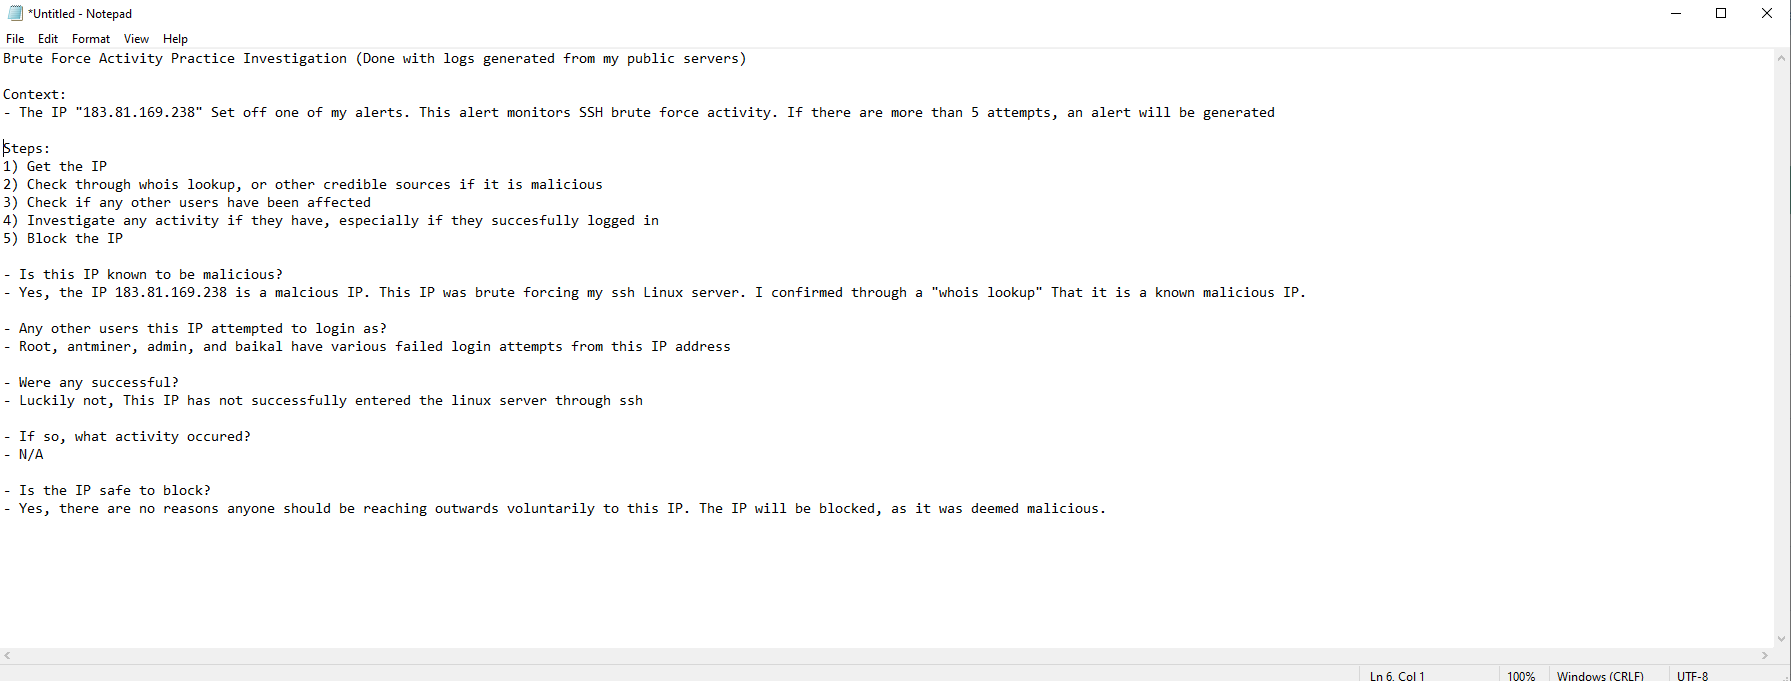 *Untitled - Notepad
File Edit Format View Help
Brute Force Activity Practice Investigation (Done with logs generated from my public servers)
Context:
- The IP "183.81.169.238" Set off one of my alerts. This alert monitors SSH brute force activity. If there are more than 5 attempts, an alert will be generated
Steps:
1) Get the IP
2) Check through whois lookup, or other credible sources if it is malicious
3) Check if any other users have been affected
4) Investigate any activity if they have, especially if they succesfully logged in
5) Block the IP
- Is this IP known to be malicious?
- Yes, the IP 183.81.169.238 is a malcious IP. This IP was brute forcing my ssh Linux server. I confirmed through a "whois lookup" That it is a known malicious IP.
- Any other users this IP attempted to login as?
- Root, antminer, admin, and baikal have various failed login attempts from this IP address
- Were any successful?
- Luckily not, This IP has not successfully entered the linux server through ssh
- If so, what activity occured?
- N/A
- Is the IP safe to block?
- Yes, there are no reasons anyone should be reaching outwards voluntarily to this IP. The IP will be blocked, as it was deemed malicious.
Ln 6, Col 1 100% Windows (CRLF) UTF-8